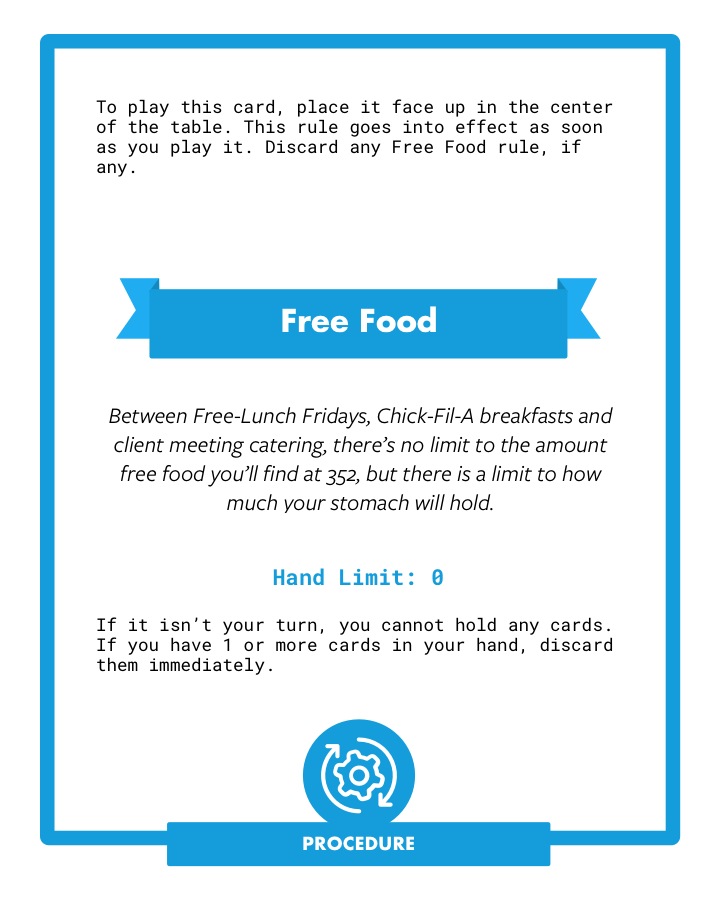 To play this card, place it face up in the center
of the table. This rule goes into effect as soon
as you play it. Discard any Free Food rule, if
any.
Free Food
Between Free-Lunch Fridays, Chick-Fil-A breakfasts and
client meeting catering, there’s no limit to the amount
free food you’ll find at 352, but there is a limit to how
much your stomach will hold.
Hand Limit: 0
If it isn’t your turn, you cannot hold any cards.
If you have 1 or more cards in your hand, discard
them immediately.
PROCEDURE